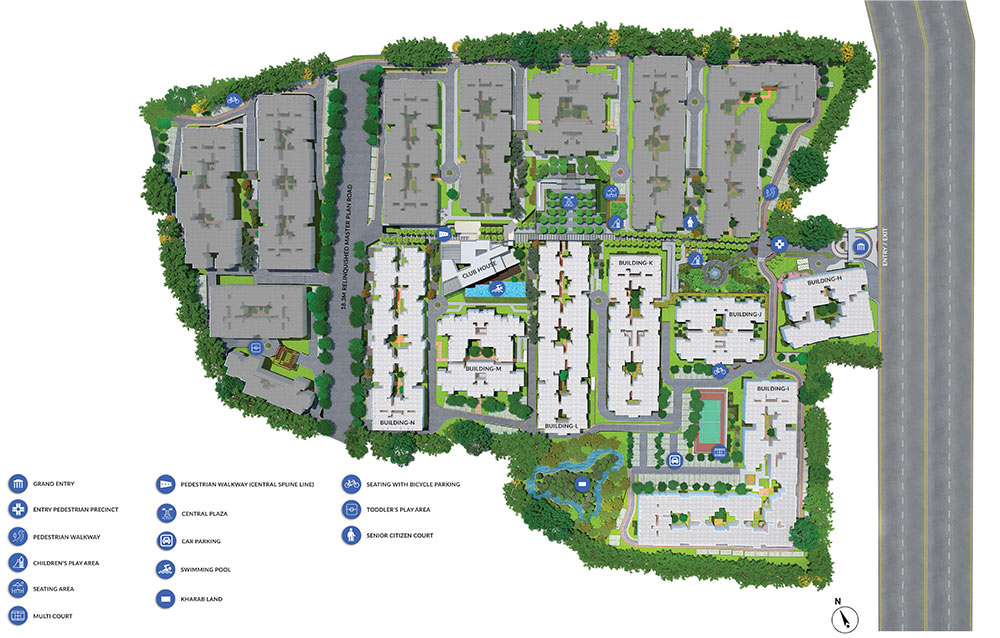 18.3M RELINQUISHED MASTER PLAN ROAD
ENTRY / EXIT
CLUB HOUSE
BUILDING-K
BUILDING-H
BUILDING-J
BUILDING-M
BUILDING-I
BUILDING-N
BUILDING-L
GRAND ENTRY
ENTRY PEDESTRIAN PRECINCT
PEDESTRIAN WALKWAY
CHILDREN'S PLAY AREA
SEATING AREA
MULTI COURT
PEDESTRIAN WALKWAY (CENTRAL SPLINE LINE)
CENTRAL PLAZA
CAR PARKING
SWIMMING POOL
KHARAB LAND
SEATING WITH BICYCLE PARKING
TODDLER'S PLAY AREA
SENIOR CITIZEN COURT
N